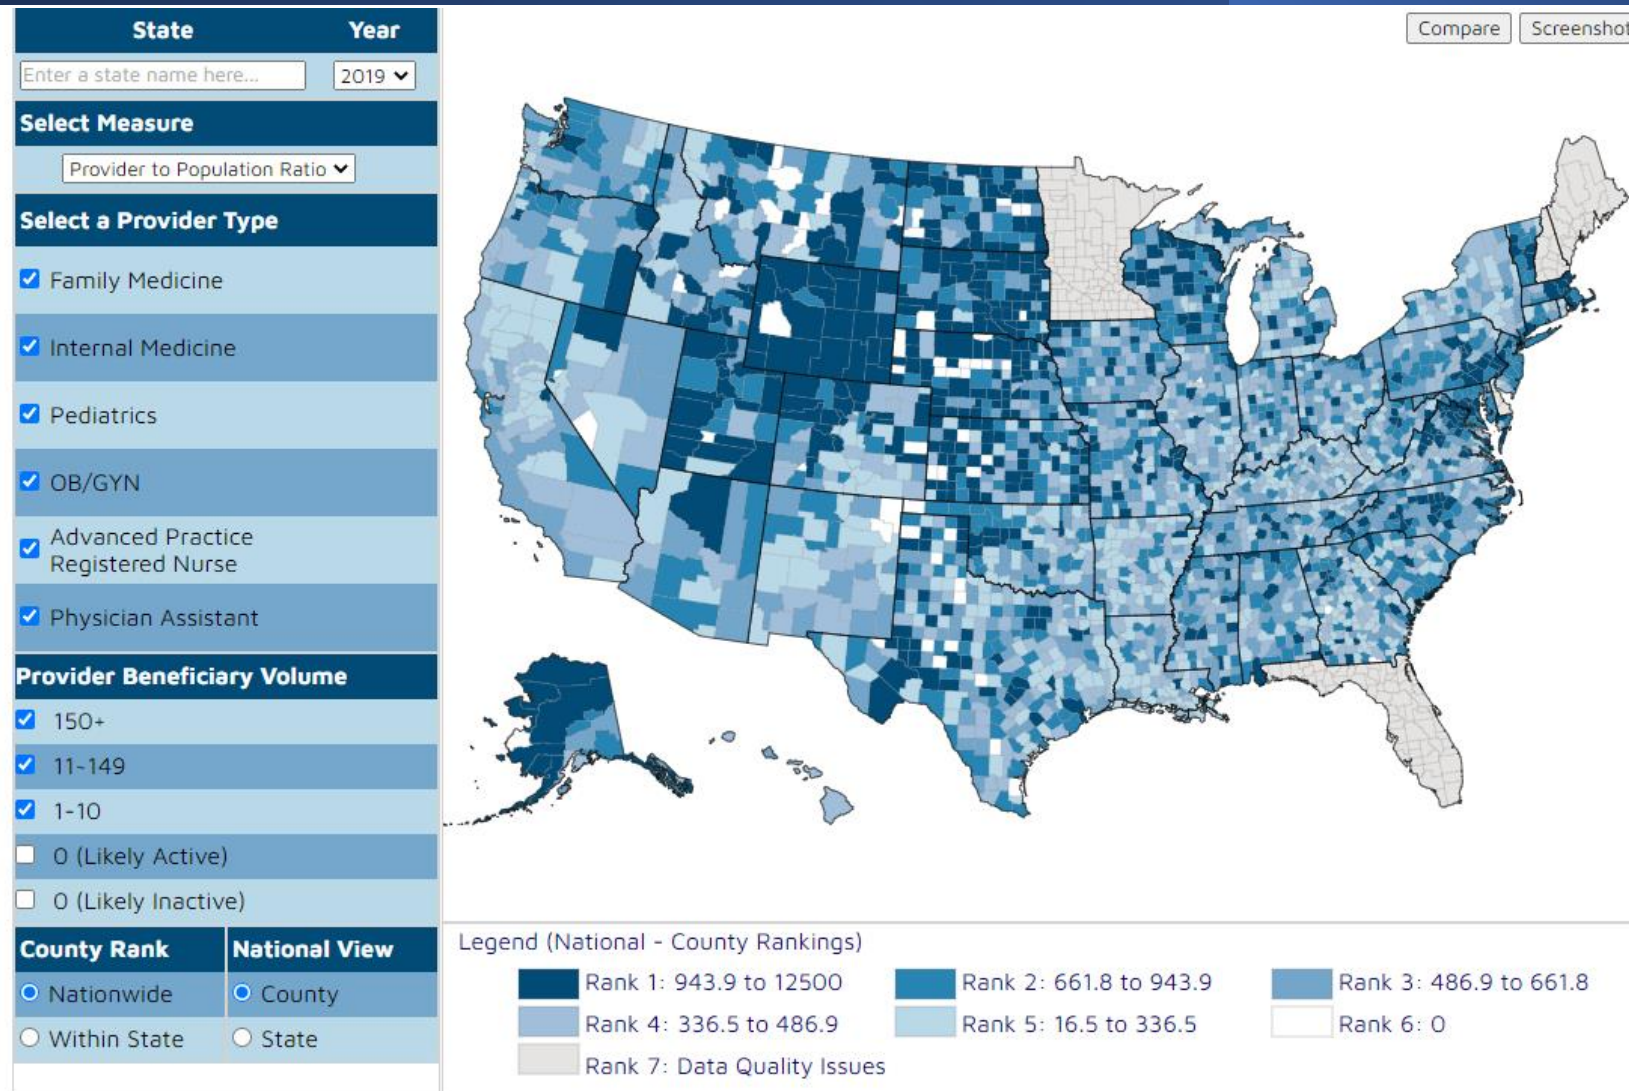 State Year
Enter a state name here... 2019
Select Measure
Provider to Population Ratio
Select a Provider Type
Family Medicine
Internal Medicine
Pediatrics
OB/GYN
Advanced Practice
Registered Nurse
Physician Assistant
Provider Beneficiary Volume
150+
11-149
1-10
0 (Likely Active)
0 (Likely Inactive)
County Rank National View
Nationwide County
Within State State
Compare Screenshot
Legend (National - County Rankings)
Rank 1: 943.9 to 12500 Rank 2: 661.8 to 943.9 Rank 3: 486.9 to 661.8
Rank 4: 336.5 to 486.9 Rank 5: 16.5 to 336.5 Rank 6: 0
Rank 7: Data Quality Issues